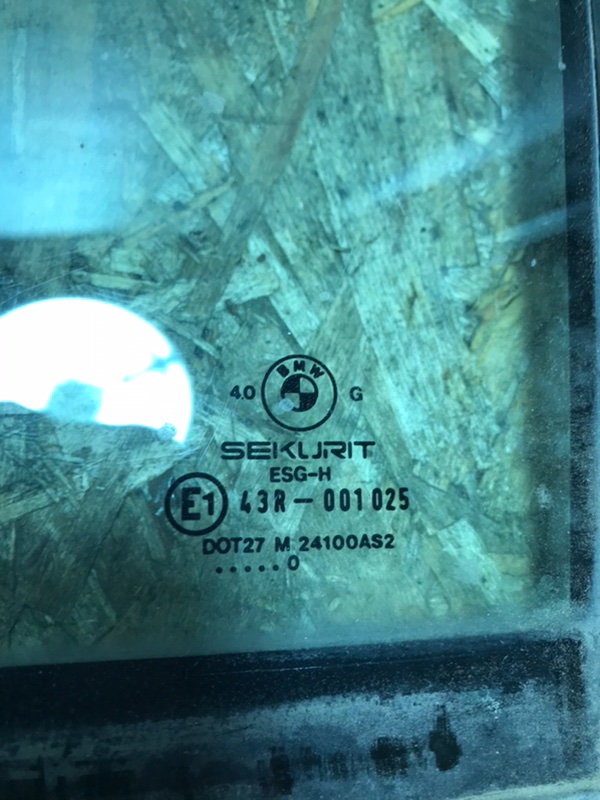 BMW
4.0 G
SEKURIT
ESG-H
E1 43R-001025
DOT27 M 24100AS2
.....0